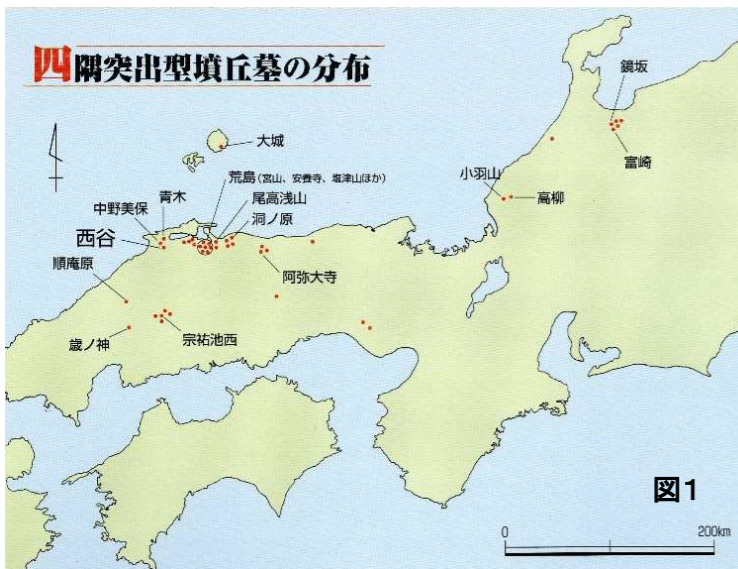 四隅突出型墳丘墓の分布
鏡坂
大城
富崎
荒島(宮山、安養寺、塩津山ほか)
小羽山
高柳
青木
尾高浅山
中野美保
洞ノ原
西谷
順庵原
阿弥大寺
歳ノ神
宗祐池西
図1
0
200km